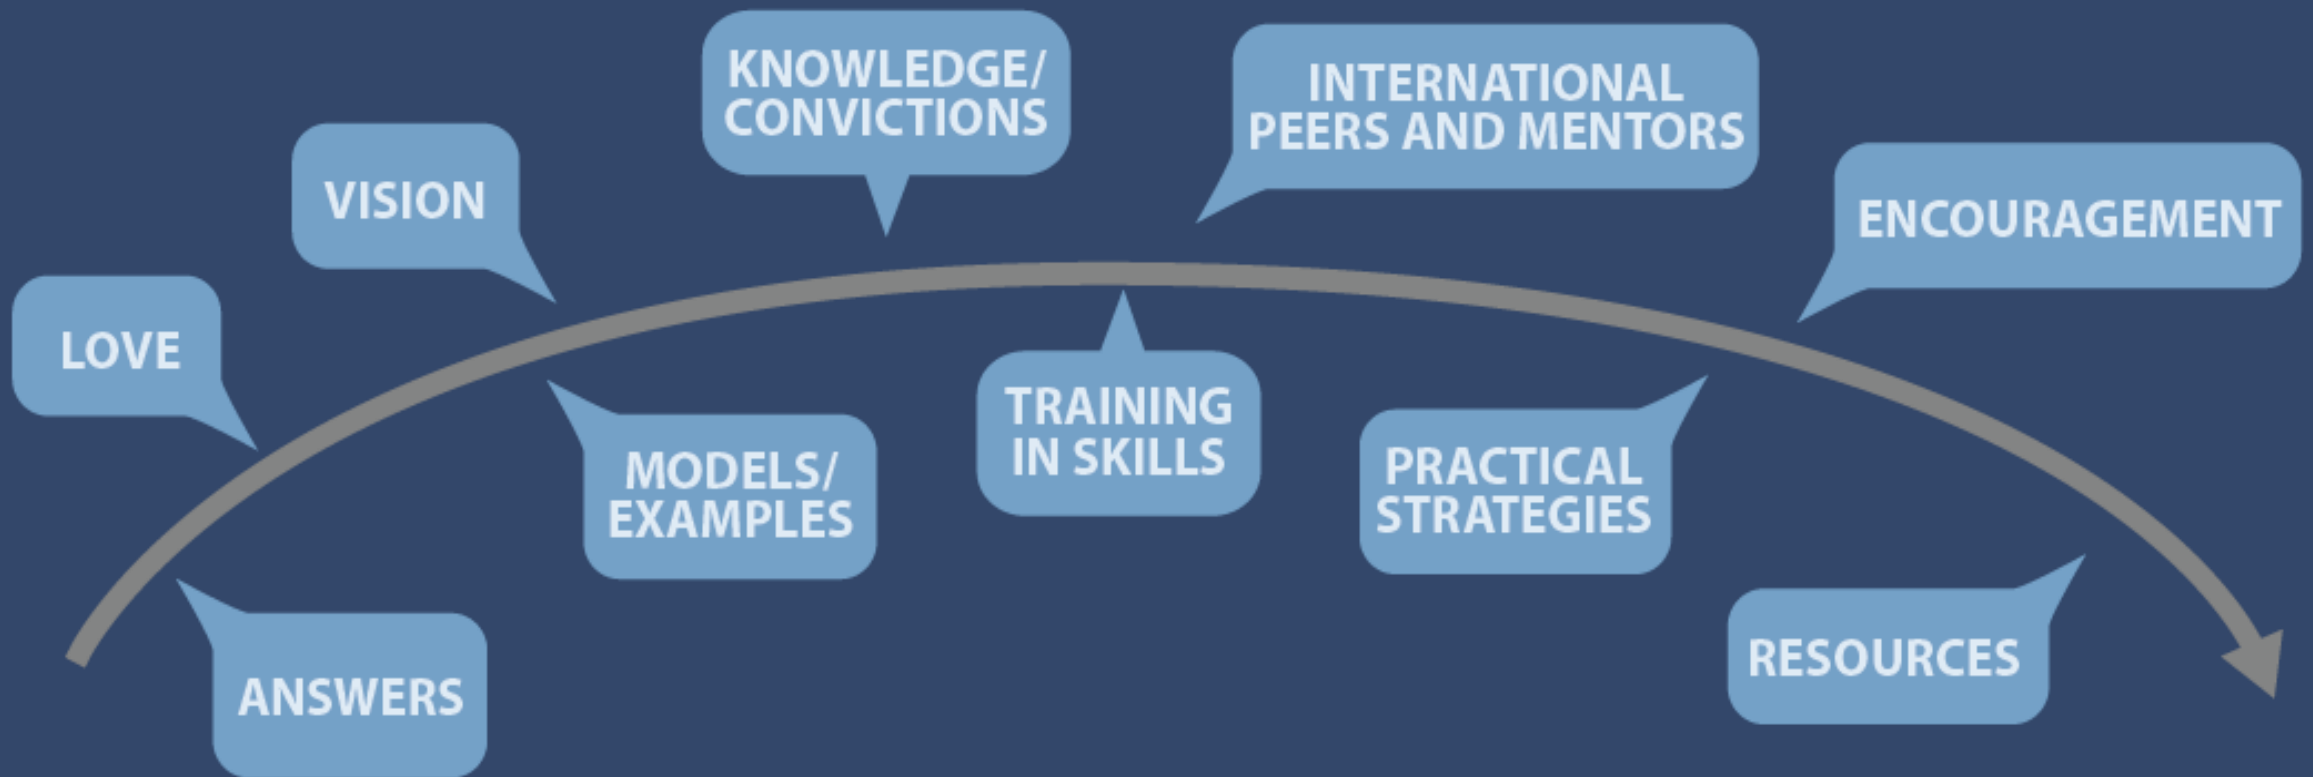 KNOWLEDGE/
CONVICTIONS
INTERNATIONAL
PEERS AND MENTORS
VISION
ENCOURAGEMENT
LOVE
TRAINING
IN SKILLS
MODELS/
EXAMPLES
PRACTICAL
STRATEGIES
RESOURCES
ANSWERS